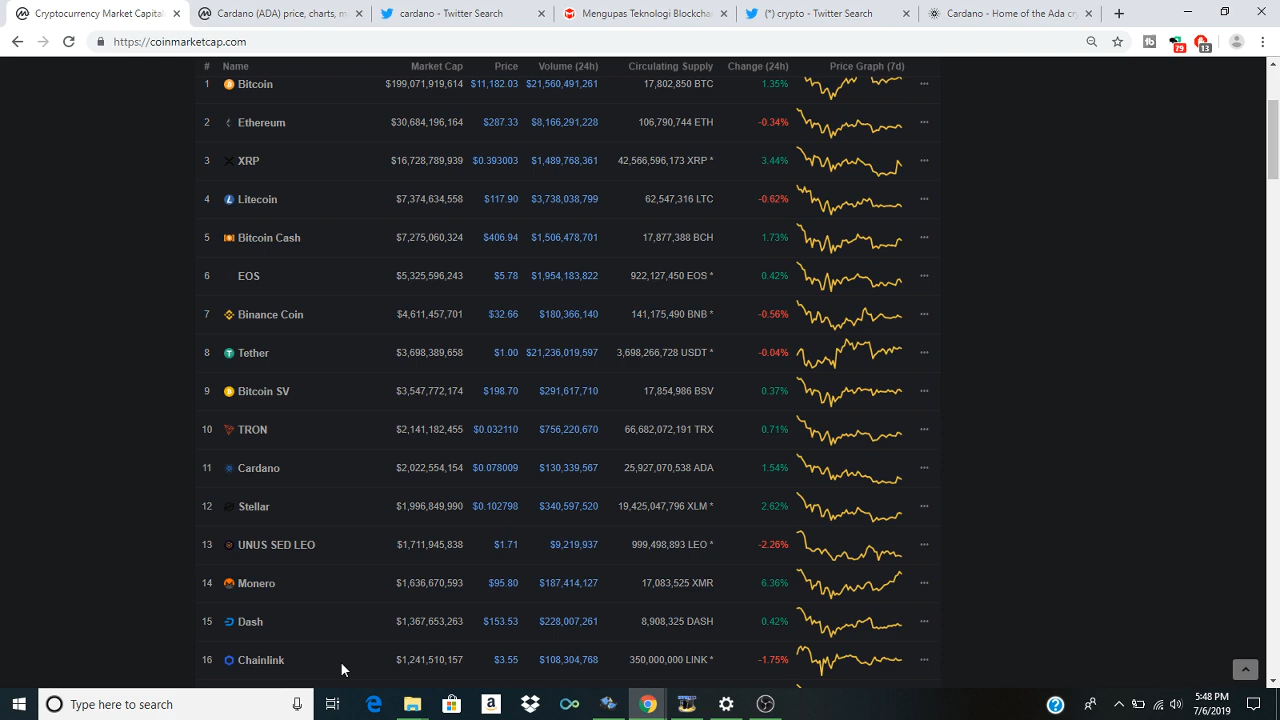 Cryptocurrency Market Capital
Cardano (ADA) price, charts, m
cardano - Twitter Search
Mengupas Teknologi Blockcha
(*) crypto - Twitter Search
Cardano - Home of the Ada cry
https://coinmarketcap.com
79
13
# Name Market Cap Price Volume (24h) Circulating Supply Change (24h) Price Graph (7d)
1 Bitcoin $199,071,919,614 $11,182.03 $21,560,491,261 17,802,850 BTC 1.35%
2 Ethereum $30,684,196,164 $287.33 $8,166,291,228 106,790,744 ETH -0.34%
3 XRP $16,728,789,939 $0.393003 $1,489,768,361 42,566,596,173 XRP * 3.44%
4 Litecoin $7,374,634,558 $117.90 $3,738,038,799 62,547,316 LTC -0.62%
5 Bitcoin Cash $7,275,060,324 $406.94 $1,506,478,701 17,877,388 BCH 1.73%
6 EOS $5,325,596,243 $5.78 $1,954,183,822 922,127,450 EOS * 0.42%
7 Binance Coin $4,611,457,701 $32.66 $180,366,140 141,175,490 BNB * -0.56%
8 Tether $3,698,389,658 $1.00 $21,236,019,597 3,698,266,728 USDT * -0.04%
9 Bitcoin SV $3,547,772,174 $198.70 $291,617,710 17,854,986 BSV 0.37%
10 TRON $2,141,182,455 $0.032110 $756,220,670 66,682,072,191 TRX 0.71%
11 Cardano $2,022,554,154 $0.078009 $130,339,567 25,927,070,538 ADA 1.54%
12 Stellar $1,996,849,990 $0.102798 $340,597,520 19,425,047,796 XLM * 2.62%
13 UNUS SED LEO $1,711,945,838 $1.71 $9,219,937 999,498,893 LEO * -2.26%
14 Monero $1,636,670,593 $95.80 $187,414,127 17,083,525 XMR 6.36%
15 Dash $1,367,653,263 $153.53 $228,007,261 8,908,325 DASH 0.42%
16 Chainlink $1,241,510,157 $3.55 $108,304,768 350,000,000 LINK * -1.75%
Type here to search
5:48 PM
7/6/2019